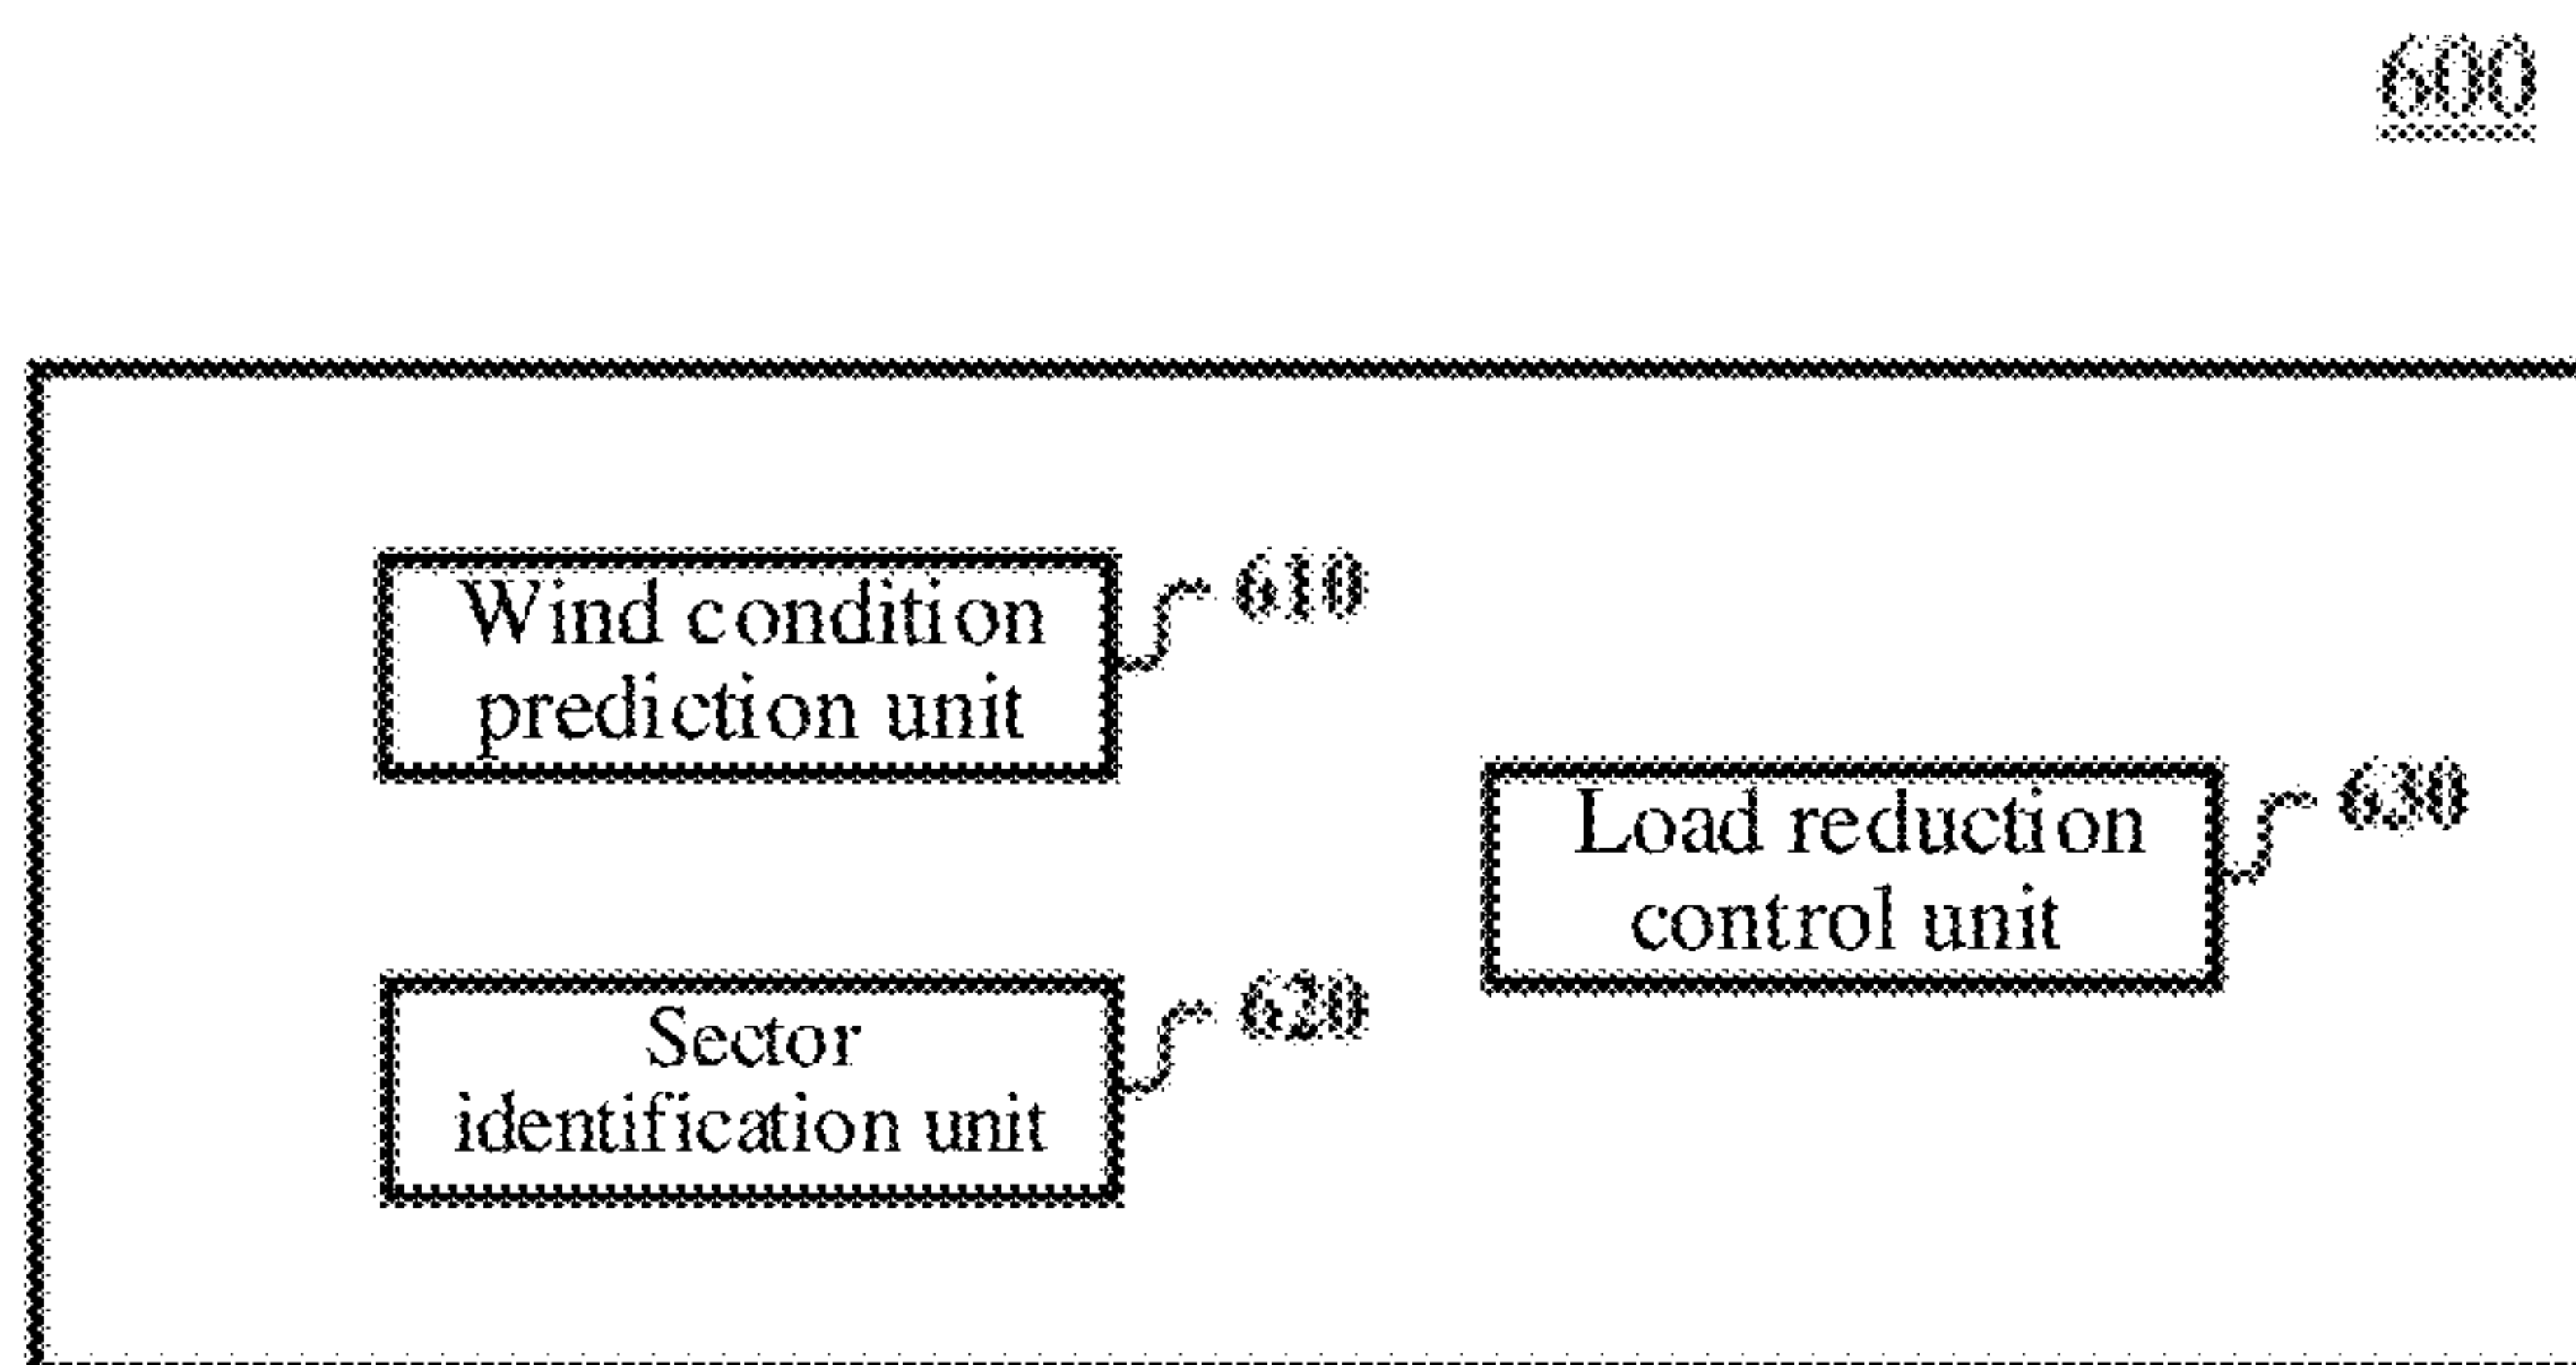 600
Wind condition
prediction unit
610
Load reduction
control unit
630
Sector
identification unit
620